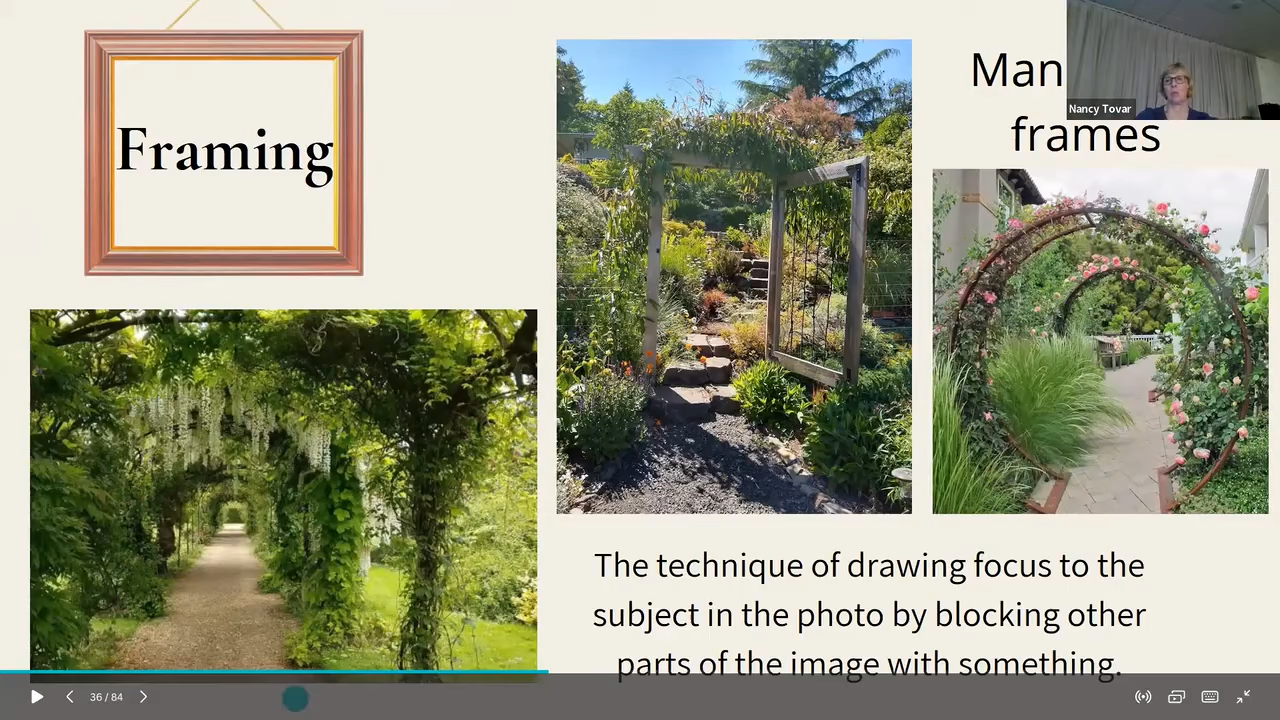 Framing
Man
frames
Nancy Tovar
The technique of drawing focus to the
subject in the photo by blocking other
parts of the image with something.
36 / 84